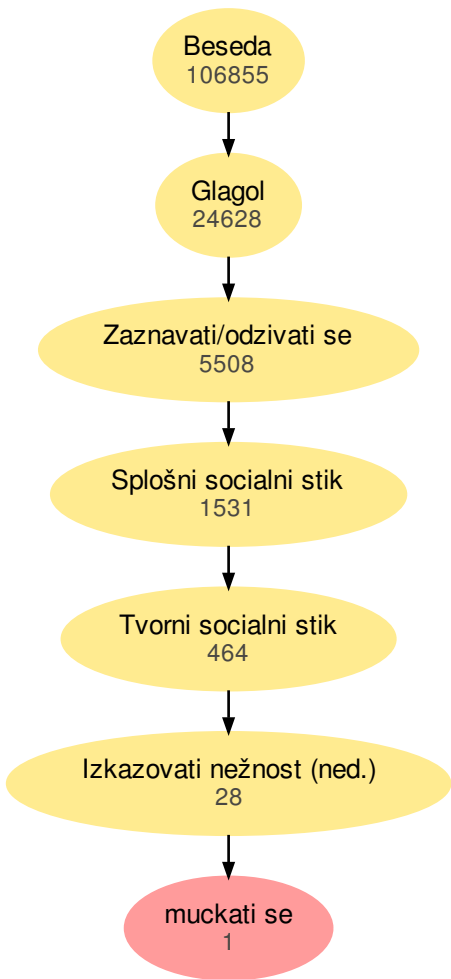 Beseda
106855
Glagol
24628
Zaznavati/odzivati se
5508
Splošni socialni stik
1531
Tvorni socialni stik
464
Izkazovati nežnost (ned.)
28
muckati se
1